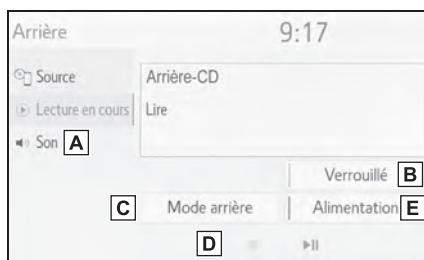 Arrière 9:17
Source
Arrière-CD
Lecture en cours
Lire
Son A
Verrouillé B
C Mode arrière Alimentation E
D